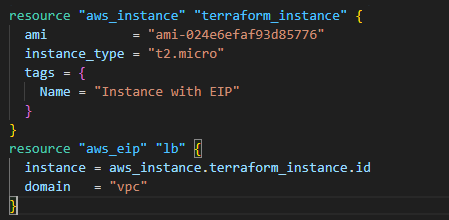 resource "aws_instance" "terraform_instance" {
  ami           = "ami-024e6efaf93d85776"
  instance_type = "t2.micro"
  tags = {
    Name = "Instance with EIP"
  }
}
resource "aws_eip" "lb" {
  instance = aws_instance.terraform_instance.id
  domain   = "vpc"
}